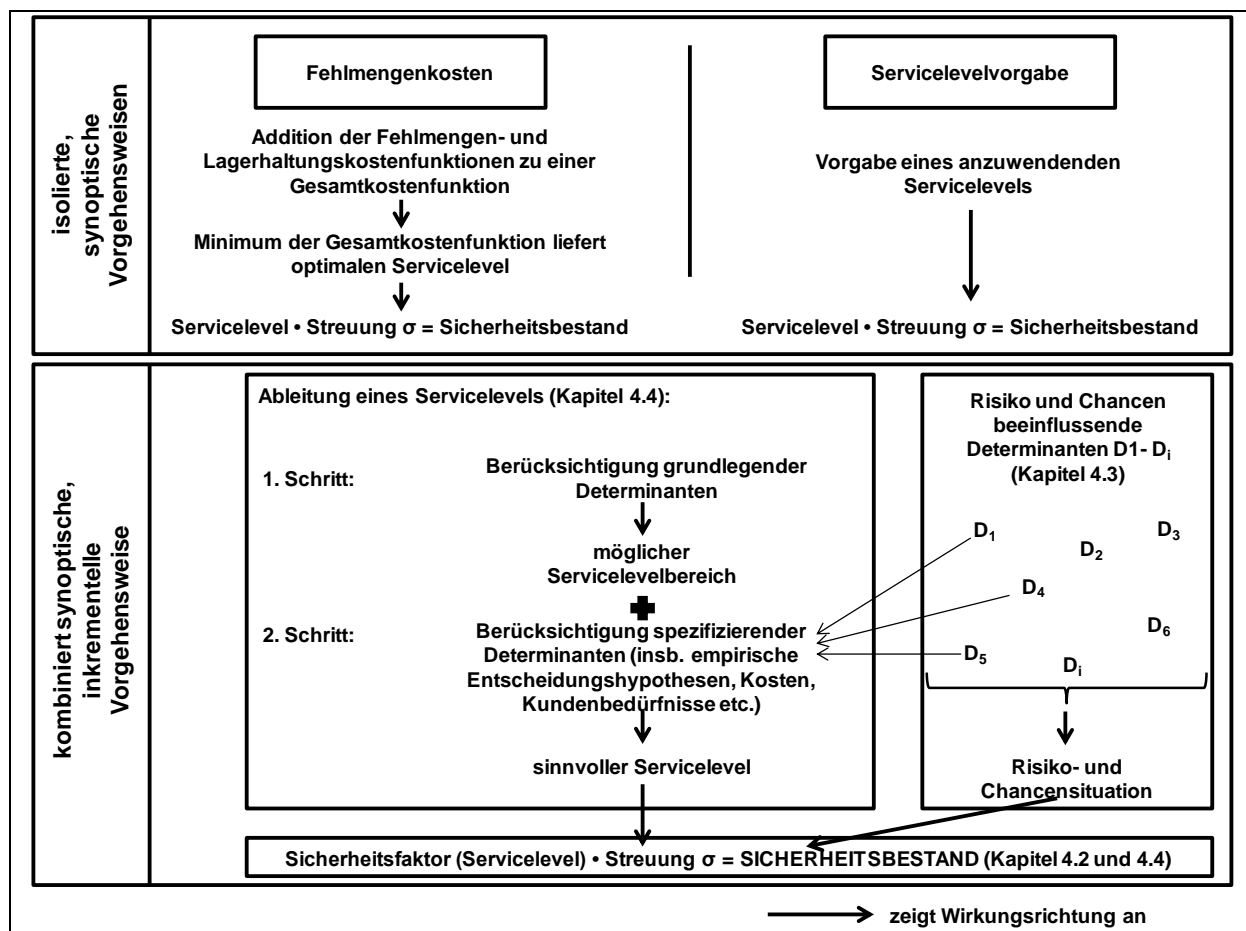 isolierte,
synoptische
Vorgehensweisen
Fehlmengenkosten
Addition der Fehlmengen- und
Lagerhaltungskostenfunktionen zu einer
Gesamtkostenfunktion
Minimum der Gesamtkostenfunktion liefert
optimalen Servicelevel
Servicelevel • Streuung σ = Sicherheitsbestand
Servicelevelvorgabe
Vorgabe eines anzuwendenden
Servicelevels
Servicelevel • Streuung σ = Sicherheitsbestand
kombiniert synoptische,
inkrementelle
Vorgehensweise
Ableitung eines Servicelevels (Kapitel 4.4):
1. Schritt:
Berücksichtigung grundlegender
Determinanten
möglicher
Servicelevelbereich
2. Schritt:
Berücksichtigung spezifizierender
Determinanten (insb. empirische
Entscheidungshypothesen, Kosten,
Kundenbedürfnisse etc.)
sinnvoller Servicelevel
Risiko und Chancen
beeinflussende
Determinanten D1- Di
(Kapitel 4.3)
D1
D2
D3
D4
D5
D6
Di
Risiko- und
Chancensituation
Sicherheitsfaktor (Servicelevel) • Streuung σ = SICHERHEITSBESTAND (Kapitel 4.2 und 4.4)
zeigt Wirkungsrichtung an